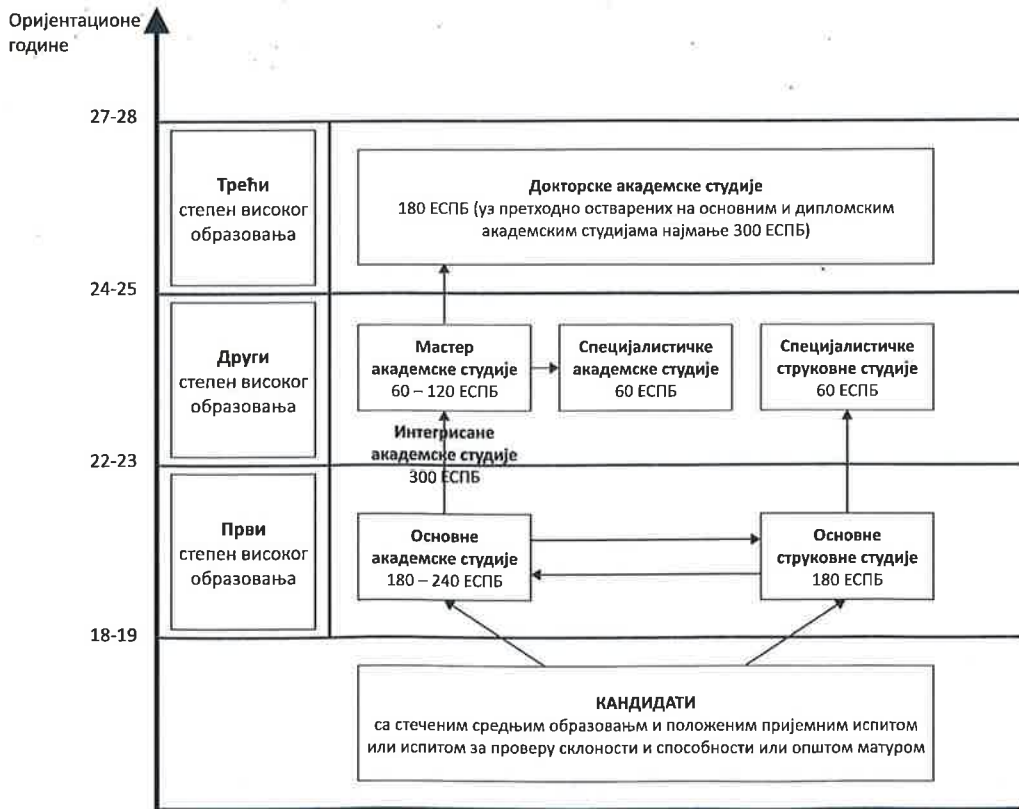 Оријентационе
године
27-28
Трећи
степен високог
образовања
Докторске академске студије
180 ЕСПБ (уз претходно остварених на основним и дипломским
академским студијама најмање 300 ЕСПБ)
24-25
Други
степен високог
образовања
Мастер
академске студије
60 – 120 ЕСПБ
Специјалистичке
академске студије
60 ЕСПБ
Специјалистичке
струковне студије
60 ЕСПБ
Интегрисане
академске студије
300 ЕСПБ
22-23
Први
степен високог
образовања
Основне
академске студије
180 – 240 ЕСПБ
Основне
струковне студије
180 ЕСПБ
18-19
КАНДИДАТИ
са стеченим средњим образовањм и положеним пријемним испитом
или испитом за проверу склоности и способности или општом матуром